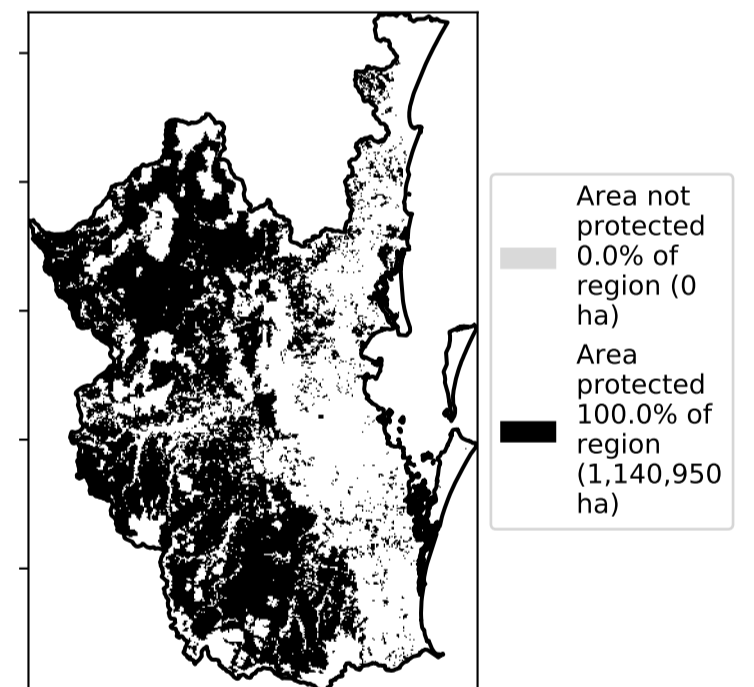 Area not
protected
0.0% of
region (0
ha)
Area
protected
100.0% of
region
(1,140,950
ha)